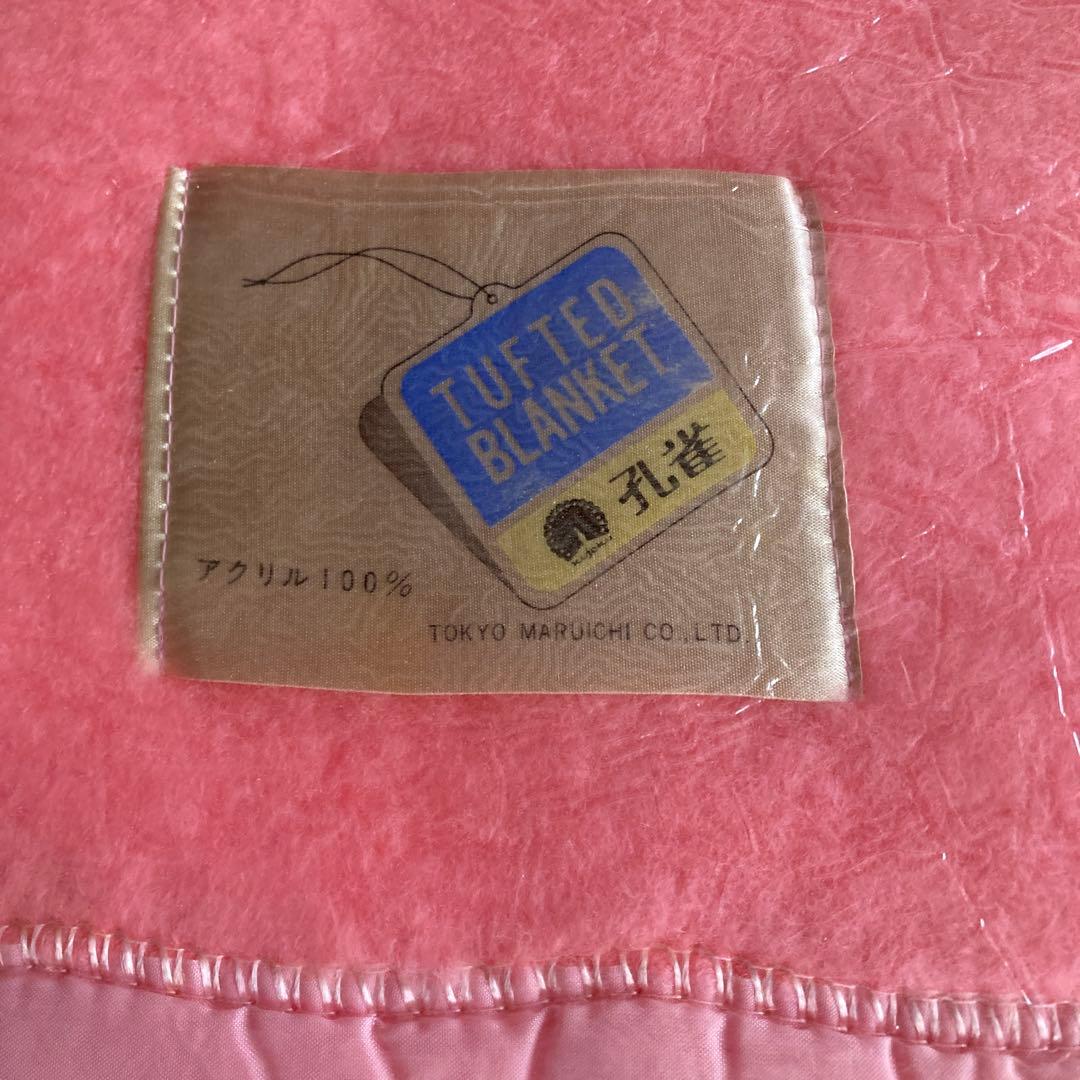 TUFTED
BLANKET
孔雀
アクリル100%
TOKYO MARUICHI CO.,LTD.